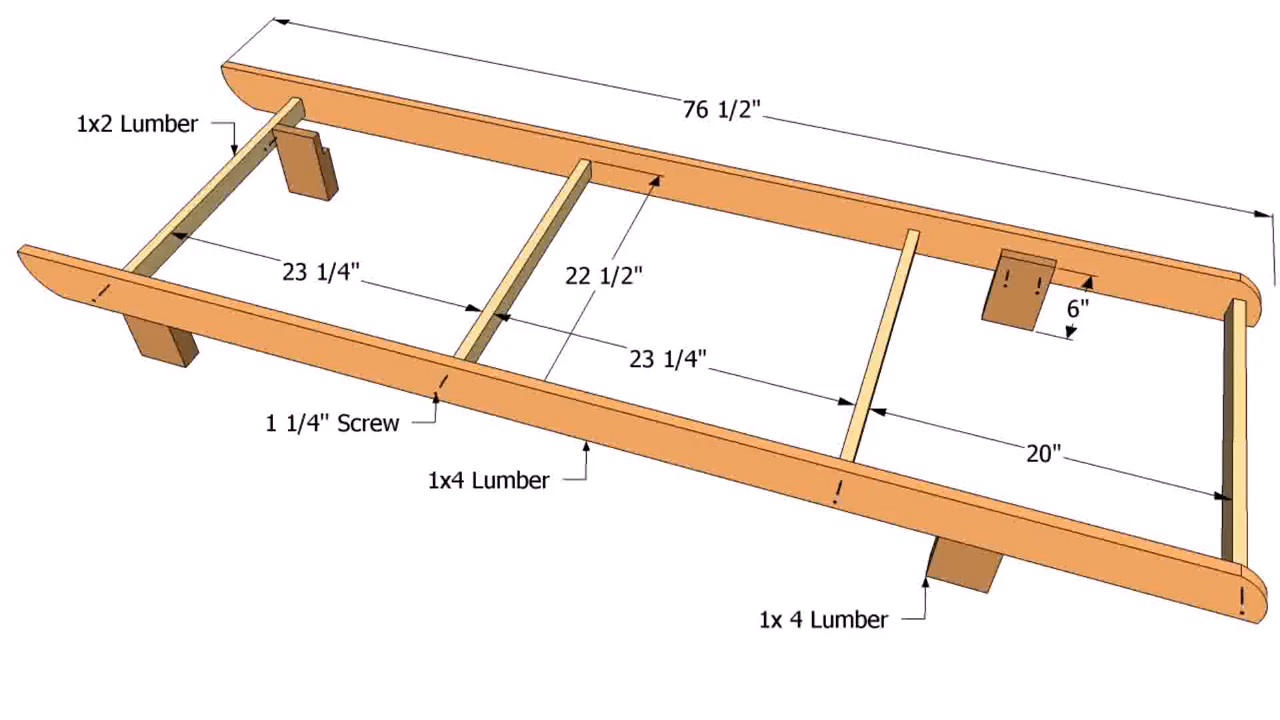 76 1/2"
1x2 Lumber
23 1/4"
22 1/2"
6"
23 1/4"
1 1/4" Screw
20"
1x4 Lumber
1x 4 Lumber